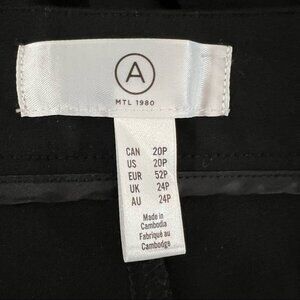 A
MTL 1980
CAN 20P
US 20P
EUR 52P
UK 24P
AU 24P
Made in
Cambodia
Fabriqué au
Cambodge